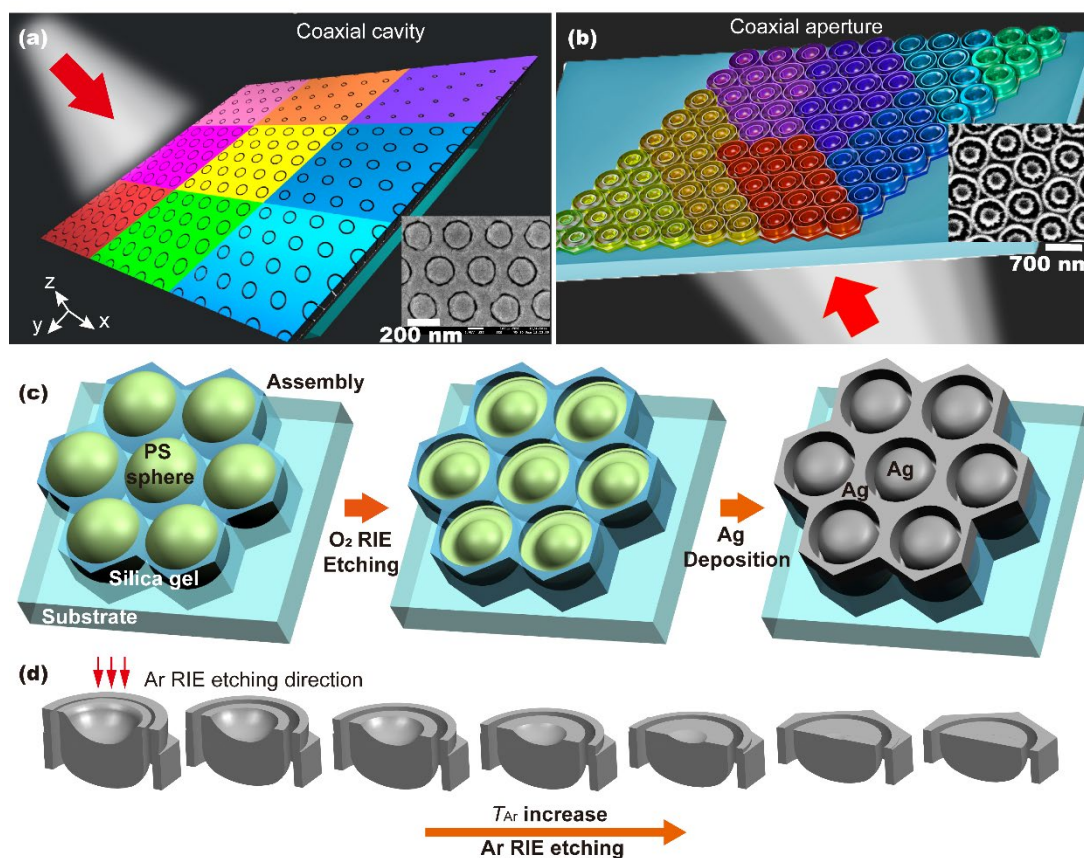 (a)
Coaxial cavity
z
y
x
200 nm
(b)
Coaxial aperture
700 nm
(c)
Assembly
PS
sphere
Silica gel
Substrate
O₂ RIE
Etching
Ag
Ag
Ag
Deposition
(d)
Ar RIE etching direction
TAr increase
Ar RIE etching